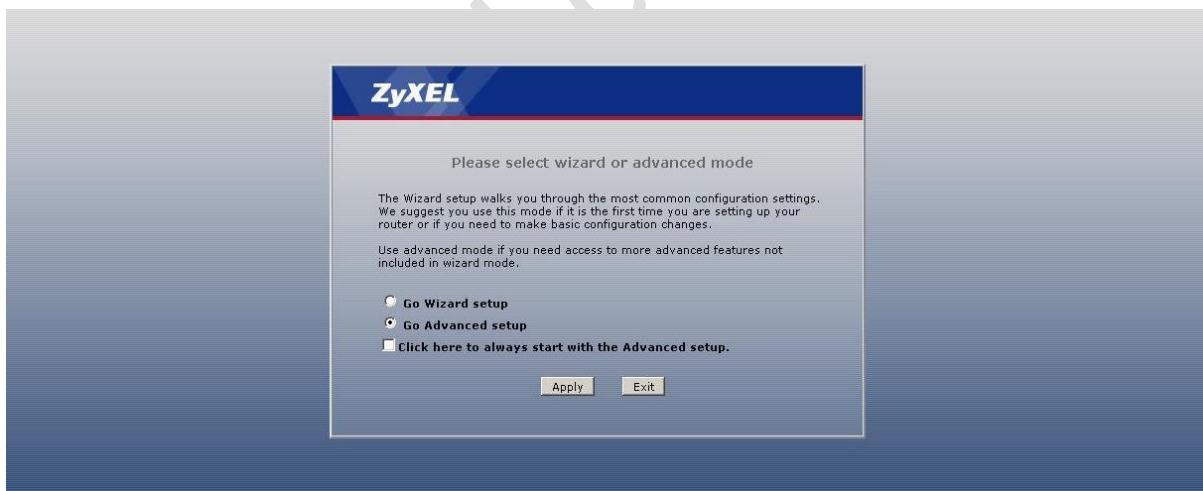 ZyXEL
Please select wizard or advanced mode
The Wizard setup walks you through the most common configuration settings.
We suggest you use this mode if it is the first time you are setting up your
router or if you need to make basic configuration changes.
Use advanced mode if you need access to more advanced features not
included in wizard mode.
Go Wizard setup
Go Advanced setup
Click here to always start with the Advanced setup.
Apply Exit